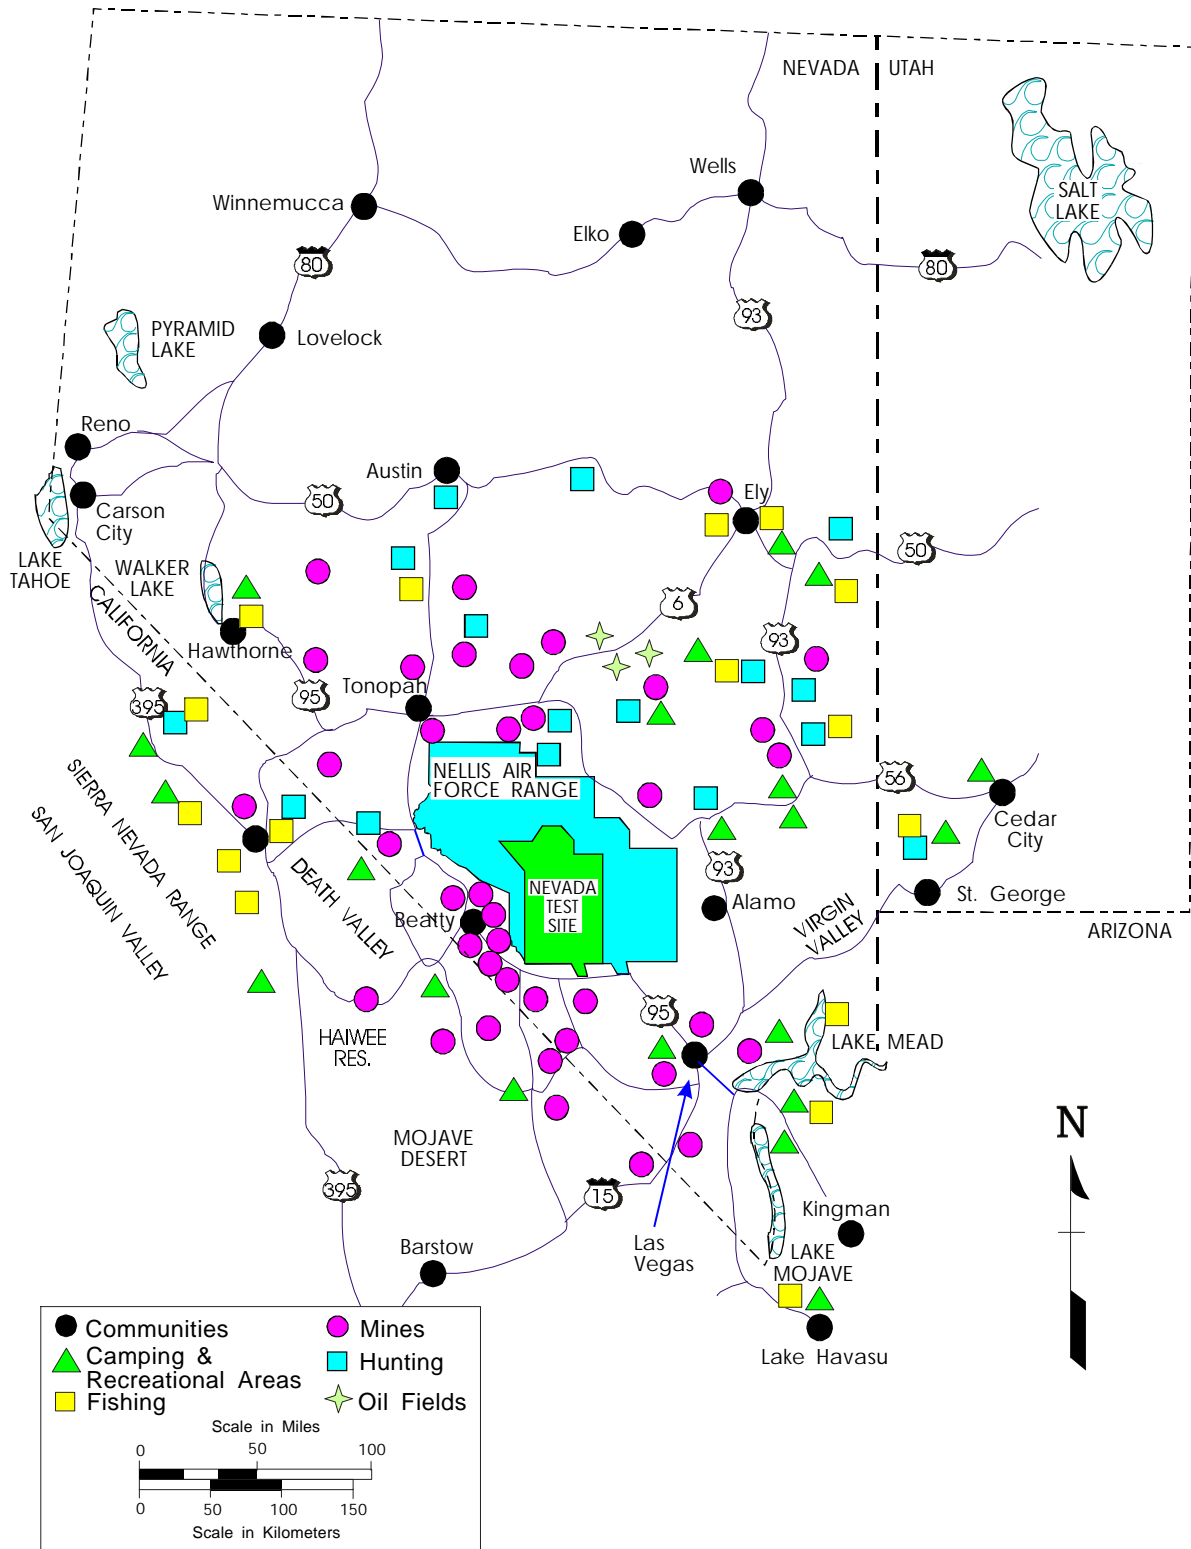 NEVADA
UTAH
Wells
SALT
LAKE
Winnemucca
Elko
80
80
93
PYRAMID
LAKE
Lovelock
Reno
Austin
Ely
50
Carson
City
50
LAKE
TAHOE
WALKER
LAKE
CALIFORNIA
6
93
Hawthorne
Tonopah
95
395
NELLIS AIR
FORCE RANGE
56
SIERRA NEVADA RANGE
SAN JOAQUIN VALLEY
Cedar
City
DEATH VALLEY
93
NEVADA
TEST
SITE
Beatty
Alamo
St. George
VIRGIN
VALLEY
ARIZONA
95
HAIWEE
RES.
LAKE MEAD
MOJAVE
DESERT
N
395
15
Kingman
Las
Vegas
Barstow
LAKE
MOJAVE
Lake Havasu
Communities
Mines
Camping &
Recreational Areas
Hunting
Fishing
Oil Fields
Scale in Miles
0 50 100
0 50 100 150
Scale in Kilometers